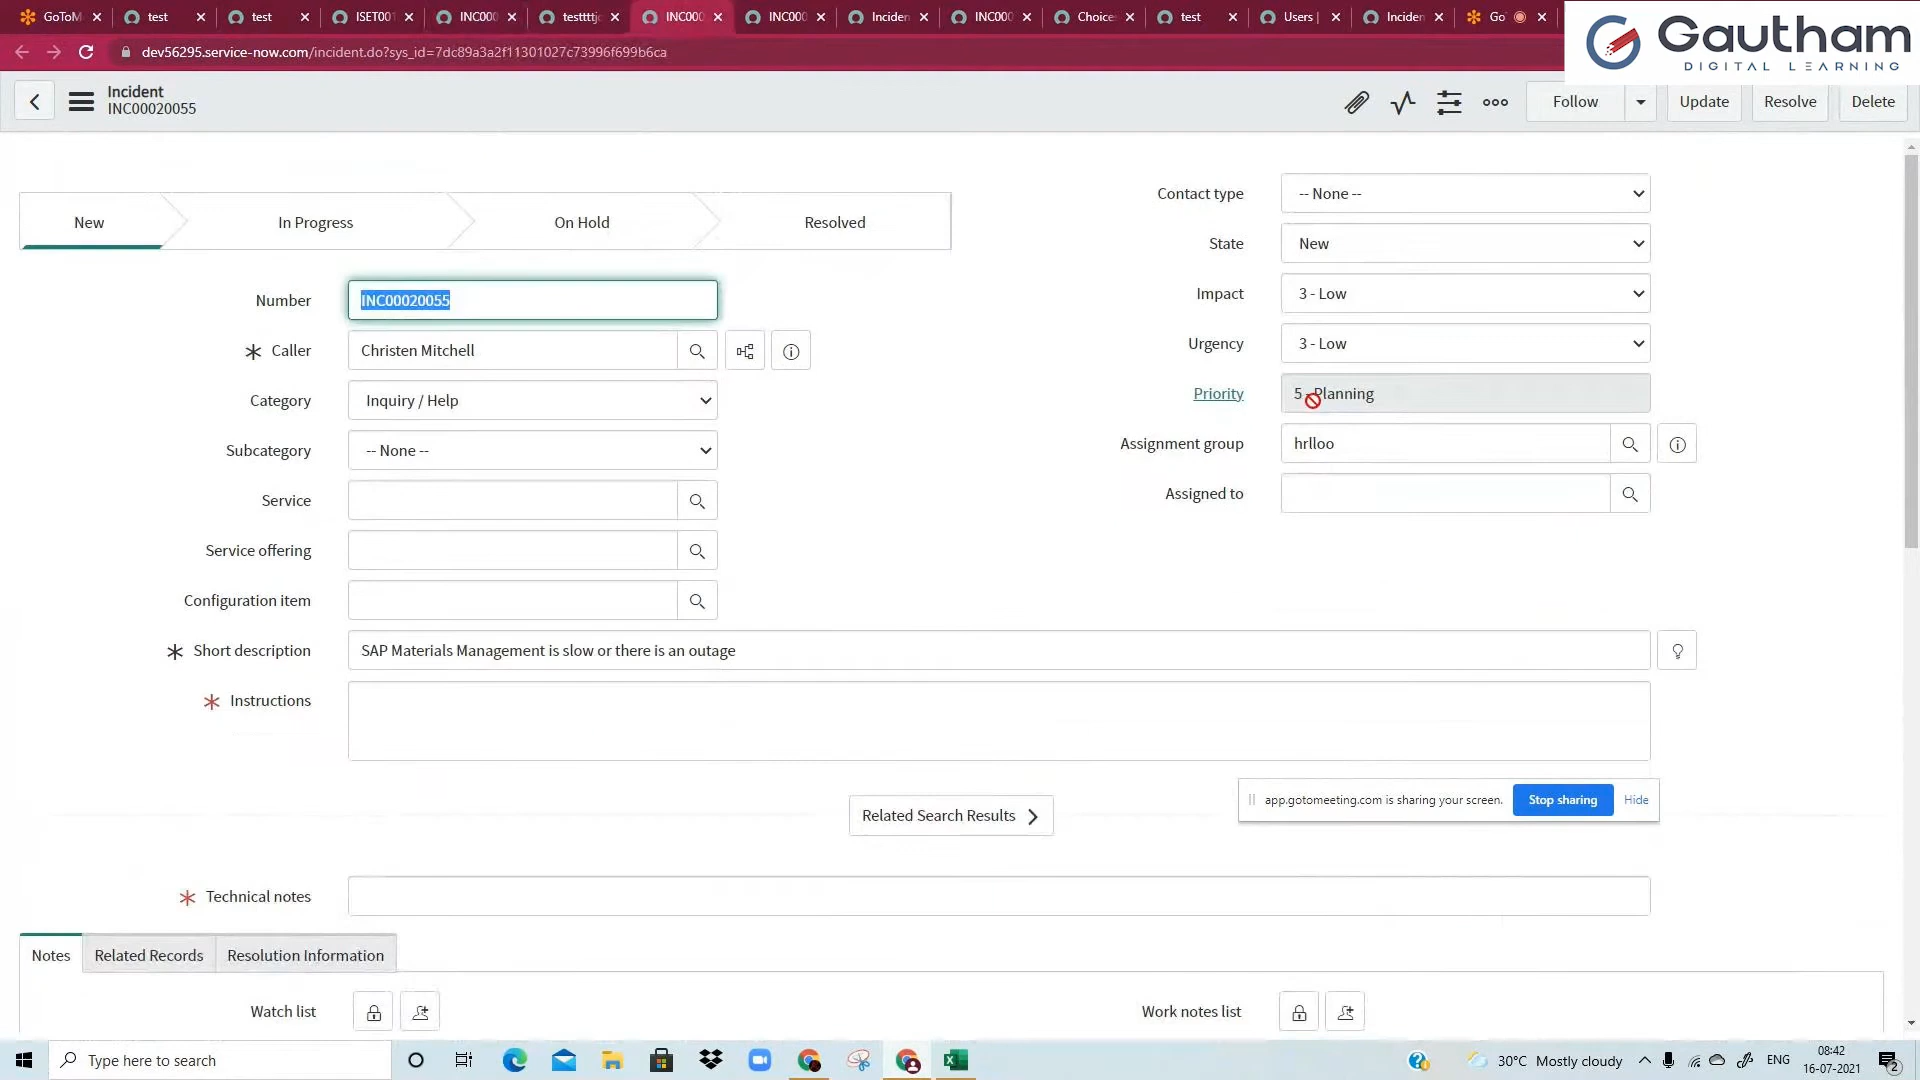 GoToM
test
test
ISET001
INC000
testtttjc
INC000
INC000
Inciden
INC000
Choice
test
Users |
Inciden
Go
Gautham
DIGITAL LEARNING
dev56295.service-now.com/incident.do?sys_id=7dc89a3a2f11301027c73996f699b6ca
Incident
INC00020055
Follow
Update
Resolve
Delete
New
In Progress
On Hold
Resolved
Contact type
-- None --
State
New
Impact
3 - Low
Urgency
3 - Low
Priority
5 - Planning
Assignment group
hrlloo
Assigned to
Number
INC00020055
Caller
Christen Mitchell
Category
Inquiry / Help
Subcategory
-- None --
Service
Service offering
Configuration item
Short description
SAP Materials Management is slow or there is an outage
Instructions
app.gotomeeting.com is sharing your screen.
Stop sharing
Hide
Related Search Results
Technical notes
Notes
Related Records
Resolution Information
Watch list
Work notes list
Type here to search
30°C Mostly cloudy
ENG
08:42
16-07-2021
2